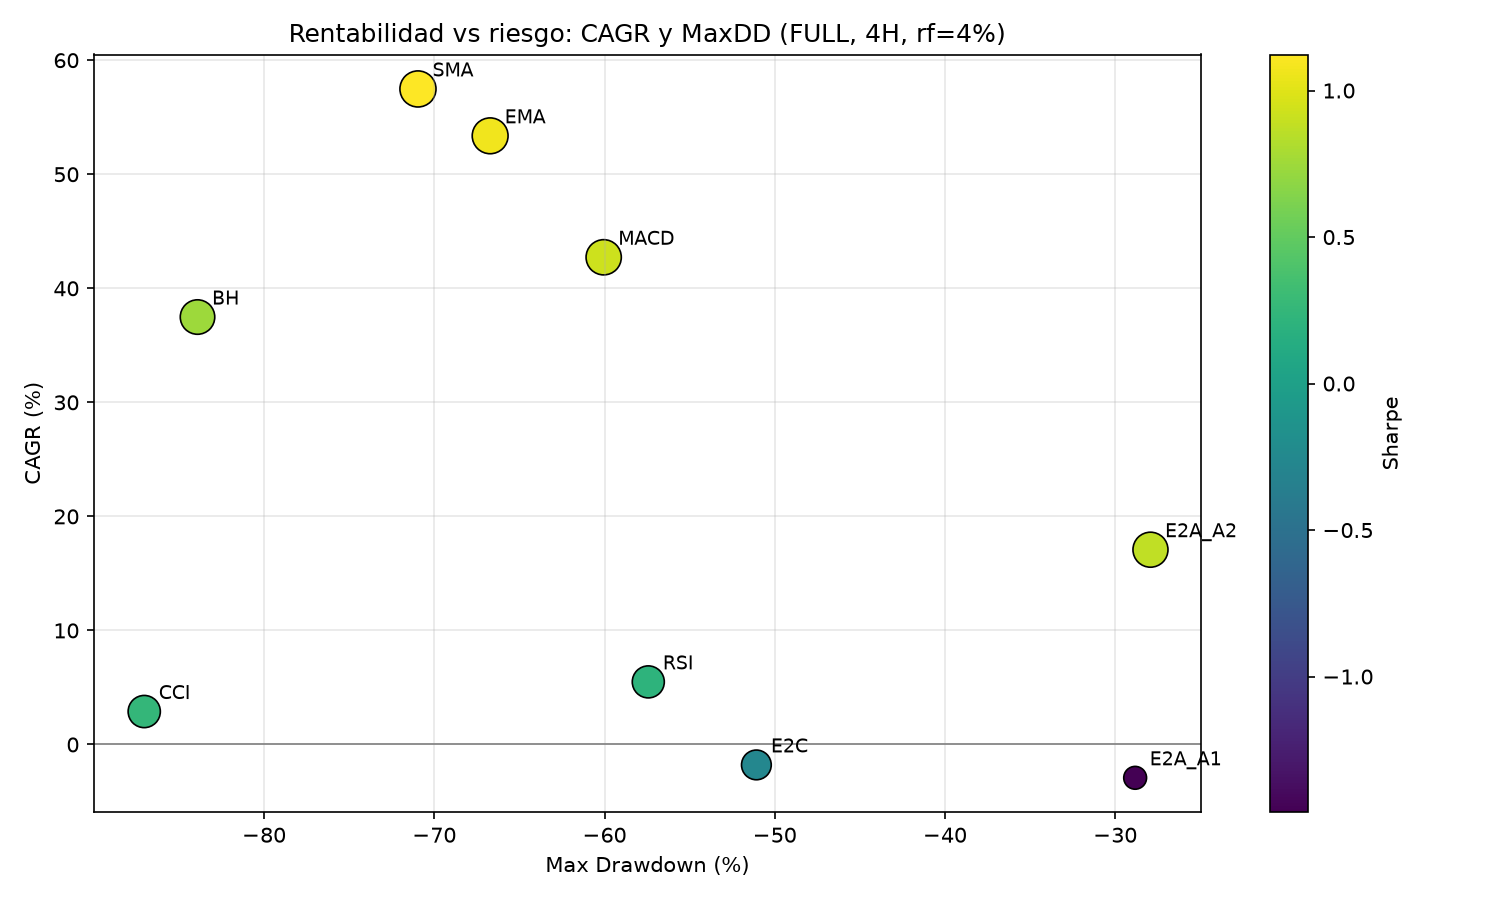 Rentabilidad vs riesgo: CAGR y MaxDD (FULL, 4H, rf=4%)
CAGR (%)
60
50
40
30
20
10
0
SMA
EMA
MACD
BH
E2A_A2
RSI
CCI
E2C
E2A_A1
−80
−70
−60
−50
−40
−30
Max Drawdown (%)
1.0
0.5
0.0
−0.5
−1.0
Sharpe